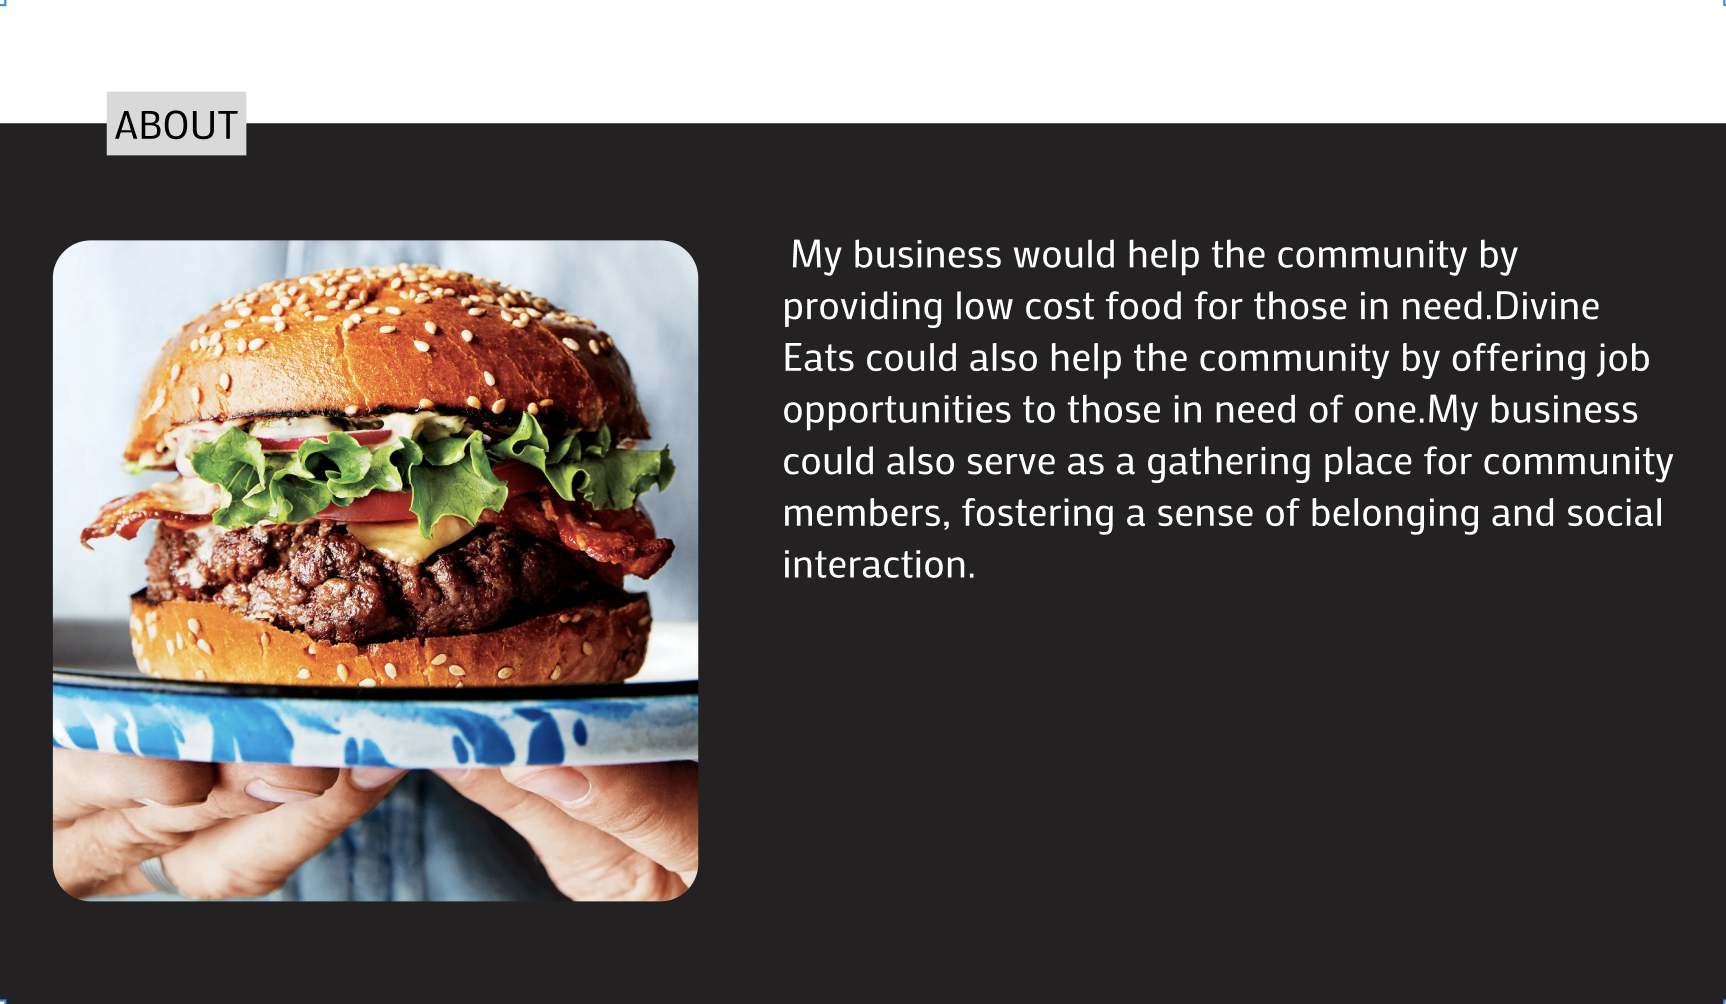 ABOUT
My business would help the community by
providing low cost food for those in need.Divine
Eats could also help the community by offering job
opportunities to those in need of one.My business
could also serve as a gathering place for community
members, fostering a sense of belonging and social
interaction.